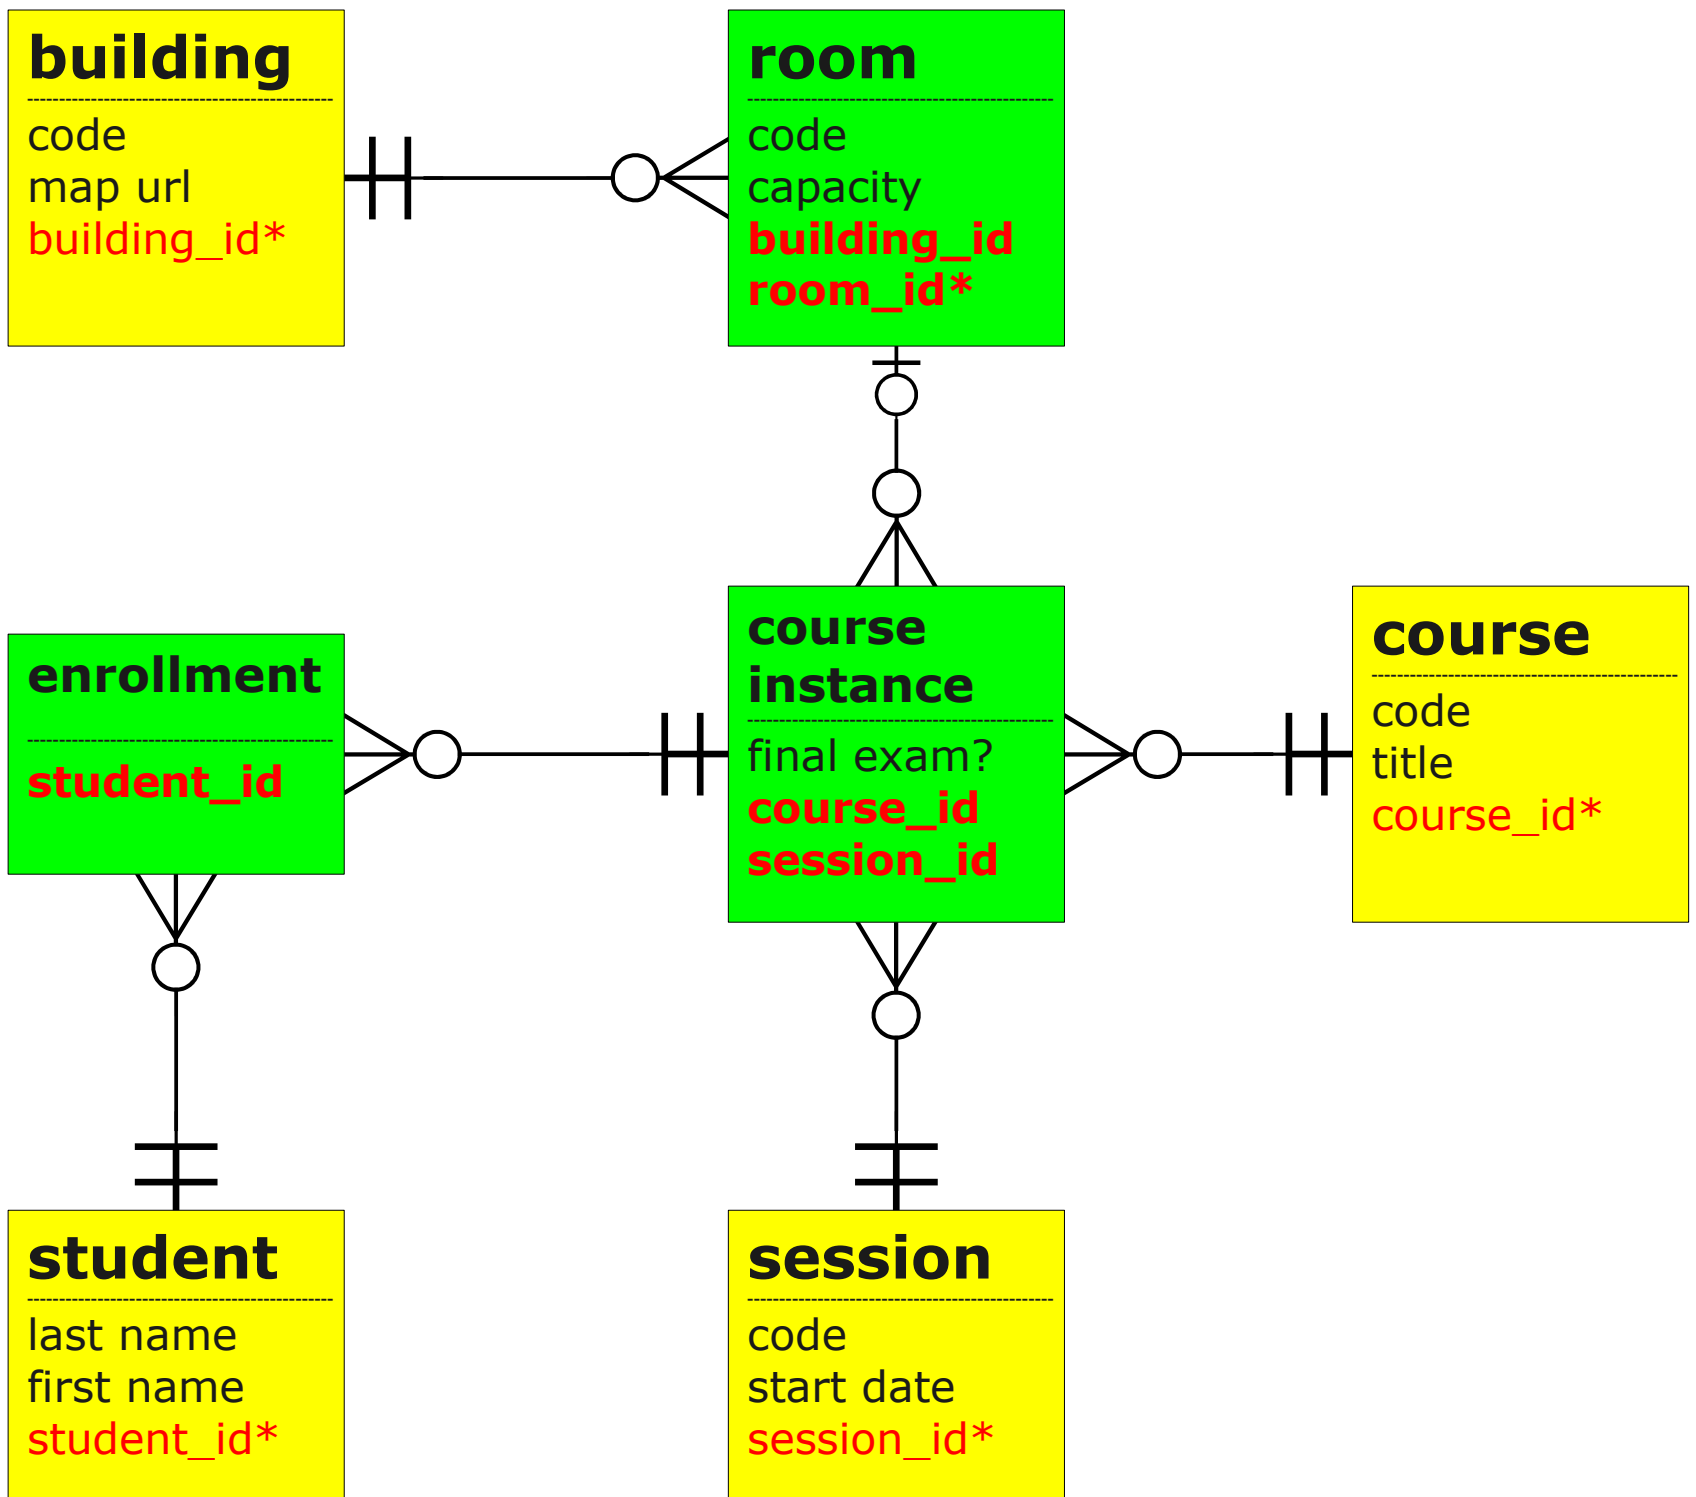 building
code
map url
building_id*
room
code
capacity
building_id
room_id*
enrollment
student_id
course
instance
final exam?
course_id
session_id
course
code
title
course_id*
student
last name
first name
student_id*
session
code
start date
session_id*